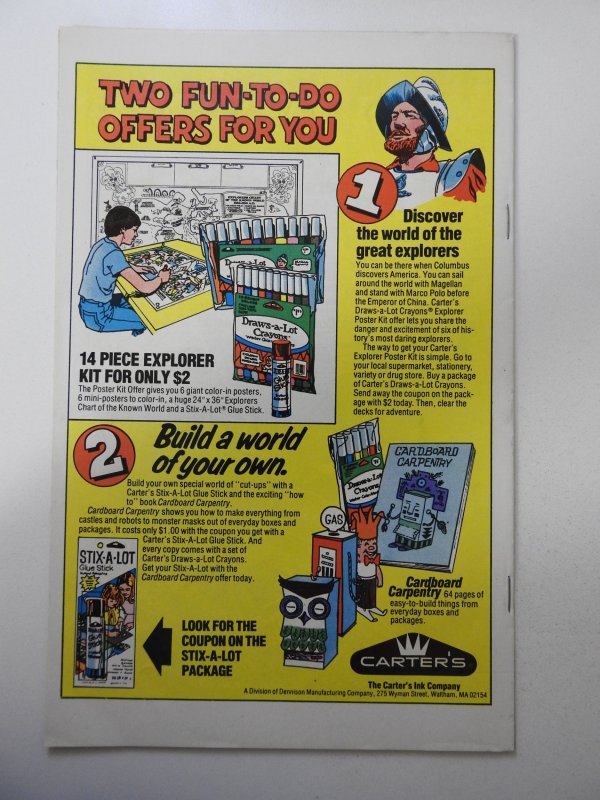 TWO FUN-TO-DO
OFFERS FOR YOU
1
Discover
the world of the
great explorers
You can be there when Columbus
discovers America. You can sail
around the world with Magellan
and stand with Marco Polo before
the Emperor of China. Carter's
Draws-a-Lot Crayons® Explorer
Poster Kit offer lets you share the
danger and excitement of six of his-
tory's most daring explorers.
The way to get your Carter's
Explorer Poster Kit is simple. Go to
your local supermarket, stationery,
variety or drug store. Buy a package
of Carter's Draws-a-Lot Crayons.
Send away the coupon on the pack-
age with $2 today. Then, clear the
decks for adventure.
Draws-a-Lot
Crayons
14 PIECE EXPLORER
KIT FOR ONLY $2
The Poster Kit Offer gives you 6 giant color-in posters,
6 mini-posters to color-in, a huge 24" x 36" Explorers
Chart of the Known World and a Stix-A-Lot® Glue Stick.
2
Build a world
of your own.
Build your own special world of "cut-ups" with a
Carter's Stix-A-Lot Glue Stick and the exciting "how
to" book Cardboard Carpentry.
Cardboard Carpentry shows you how to make everything from
castles and robots to monster masks out of everyday boxes and
packages. It costs only $1.00 with the coupon you get with a
Carter's Stix-A-Lot Glue Stick. And
every copy comes with a set of
Carter's Draws-a-Lot Crayons.
Get your Stix-A-Lot with the
Cardboard Carpentry offer today.
STIX-A-LOT
Glue Stick
LOOK FOR THE
COUPON ON THE
STIX-A-LOT
PACKAGE
Draws-a-Lot
Crayons
CARDBOARD
CARPENTRY
GAS
Cardboard
Carpentry 64 pages of
easy-to-build things from
everyday boxes and
packages.
CARTER'S
The Carter's Ink Company
A Division of Dennison Manufacturing Company, 275 Wyman Street, Waltham, MA 02154